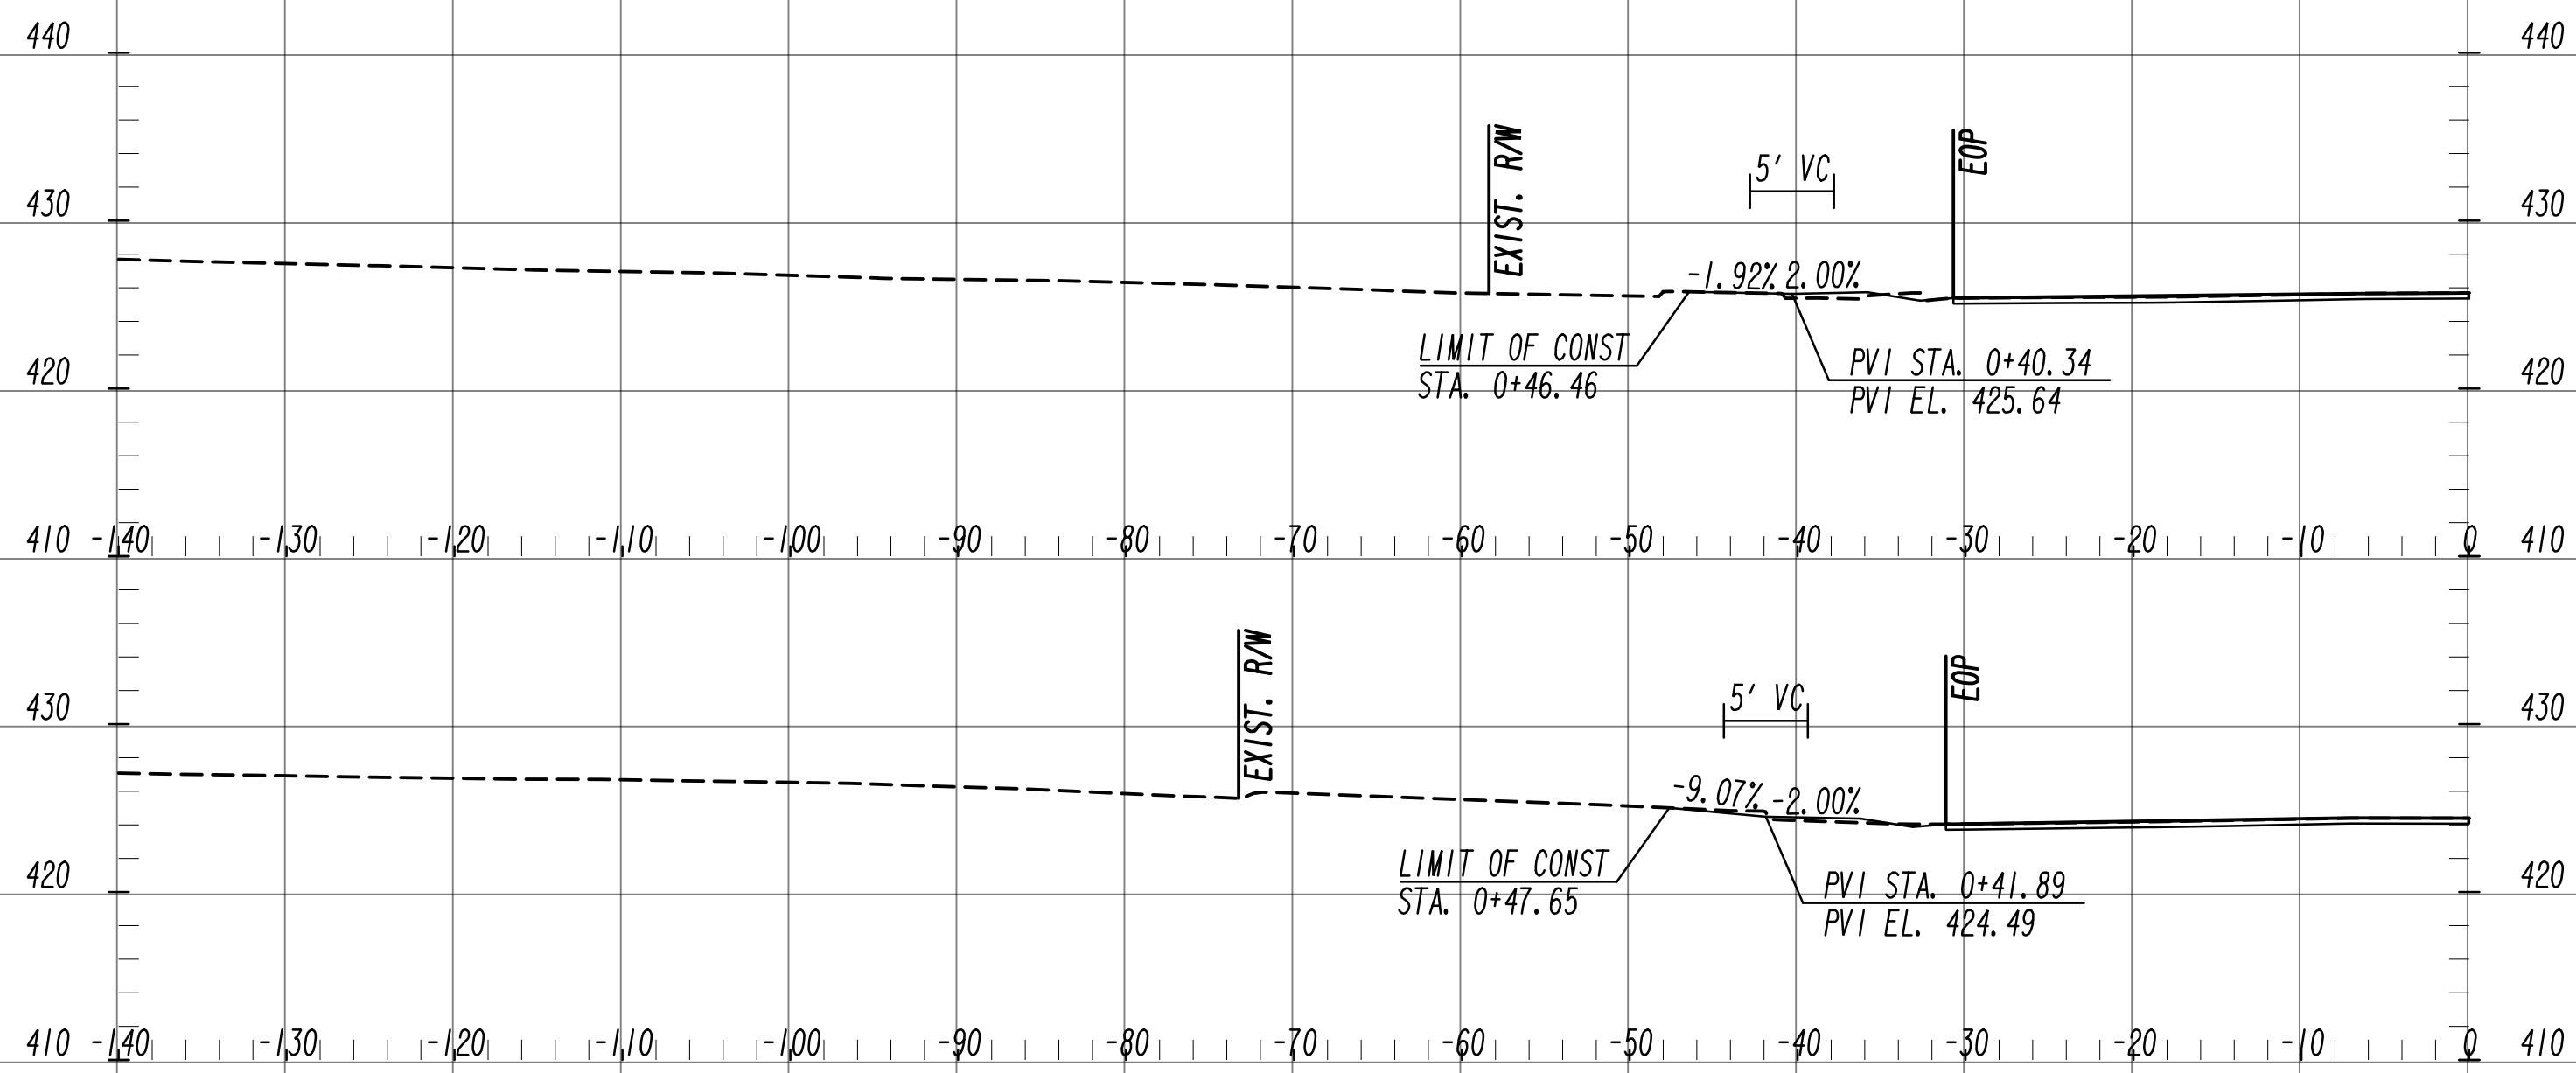 440 440
EXIST. R/W
5' VC
EOP
430 430
-1.92% 2.00%
LIMIT OF CONST
STA. 0+46.46
PVI STA. 0+40.34
PVI EL. 425.64
420 420
410 -140 -130 -120 -110 -100 -90 -80 -70 -60 -50 -40 -30 -20 -10 0 410
EXIST. R/W
5' VC
EOP
430 430
-9.07% -2.00%
LIMIT OF CONST
STA. 0+47.65
PVI STA. 0+41.89
PVI EL. 424.49
420 420
410 -140 -130 -120 -110 -100 -90 -80 -70 -60 -50 -40 -30 -20 -10 0 410